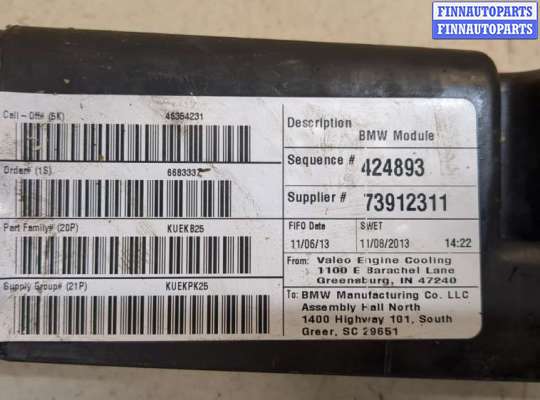 FINNAUTOPARTS
FINNAUTOPARTS
Call - Off# (5K) 46364231
Order# (1S) 6683332
Part Family# (20P) KUEKB25
Supply Group# (21P) KUEKPK25
Description
BMW Module
Sequence # 424893
Supplier # 73912311
FIFO Date SWET
11/06/13 11/08/2013 14:22
From: Valeo Engine Cooling
1100 E Barachel Lane
Greensburg, IN 47240
To: BMW Manufacturing Co. LLC
Assembly Hall North
1400 Highway 101, South
Greer, SC 29651